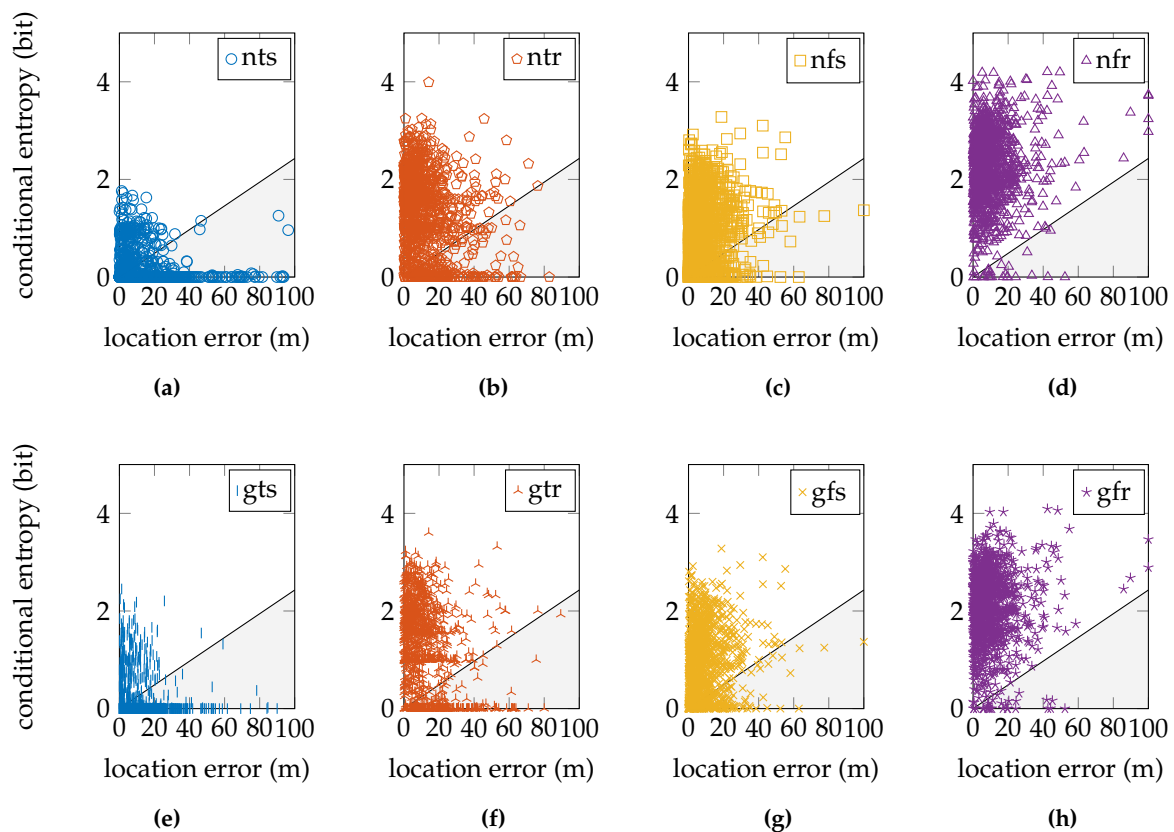 conditional entropy (bit)
4
2
0
nts
0 20 40 60 80 100
location error (m)
(a)
4
2
0
ntr
0 20 40 60 80 100
location error (m)
(b)
4
2
0
nfs
0 20 40 60 80 100
location error (m)
(c)
4
2
0
nfr
0 20 40 60 80 100
location error (m)
(d)
conditional entropy (bit)
4
2
0
gts
0 20 40 60 80 100
location error (m)
(e)
4
2
0
gtr
0 20 40 60 80 100
location error (m)
(f)
4
2
0
gfs
0 20 40 60 80 100
location error (m)
(g)
4
2
0
gfr
0 20 40 60 80 100
location error (m)
(h)